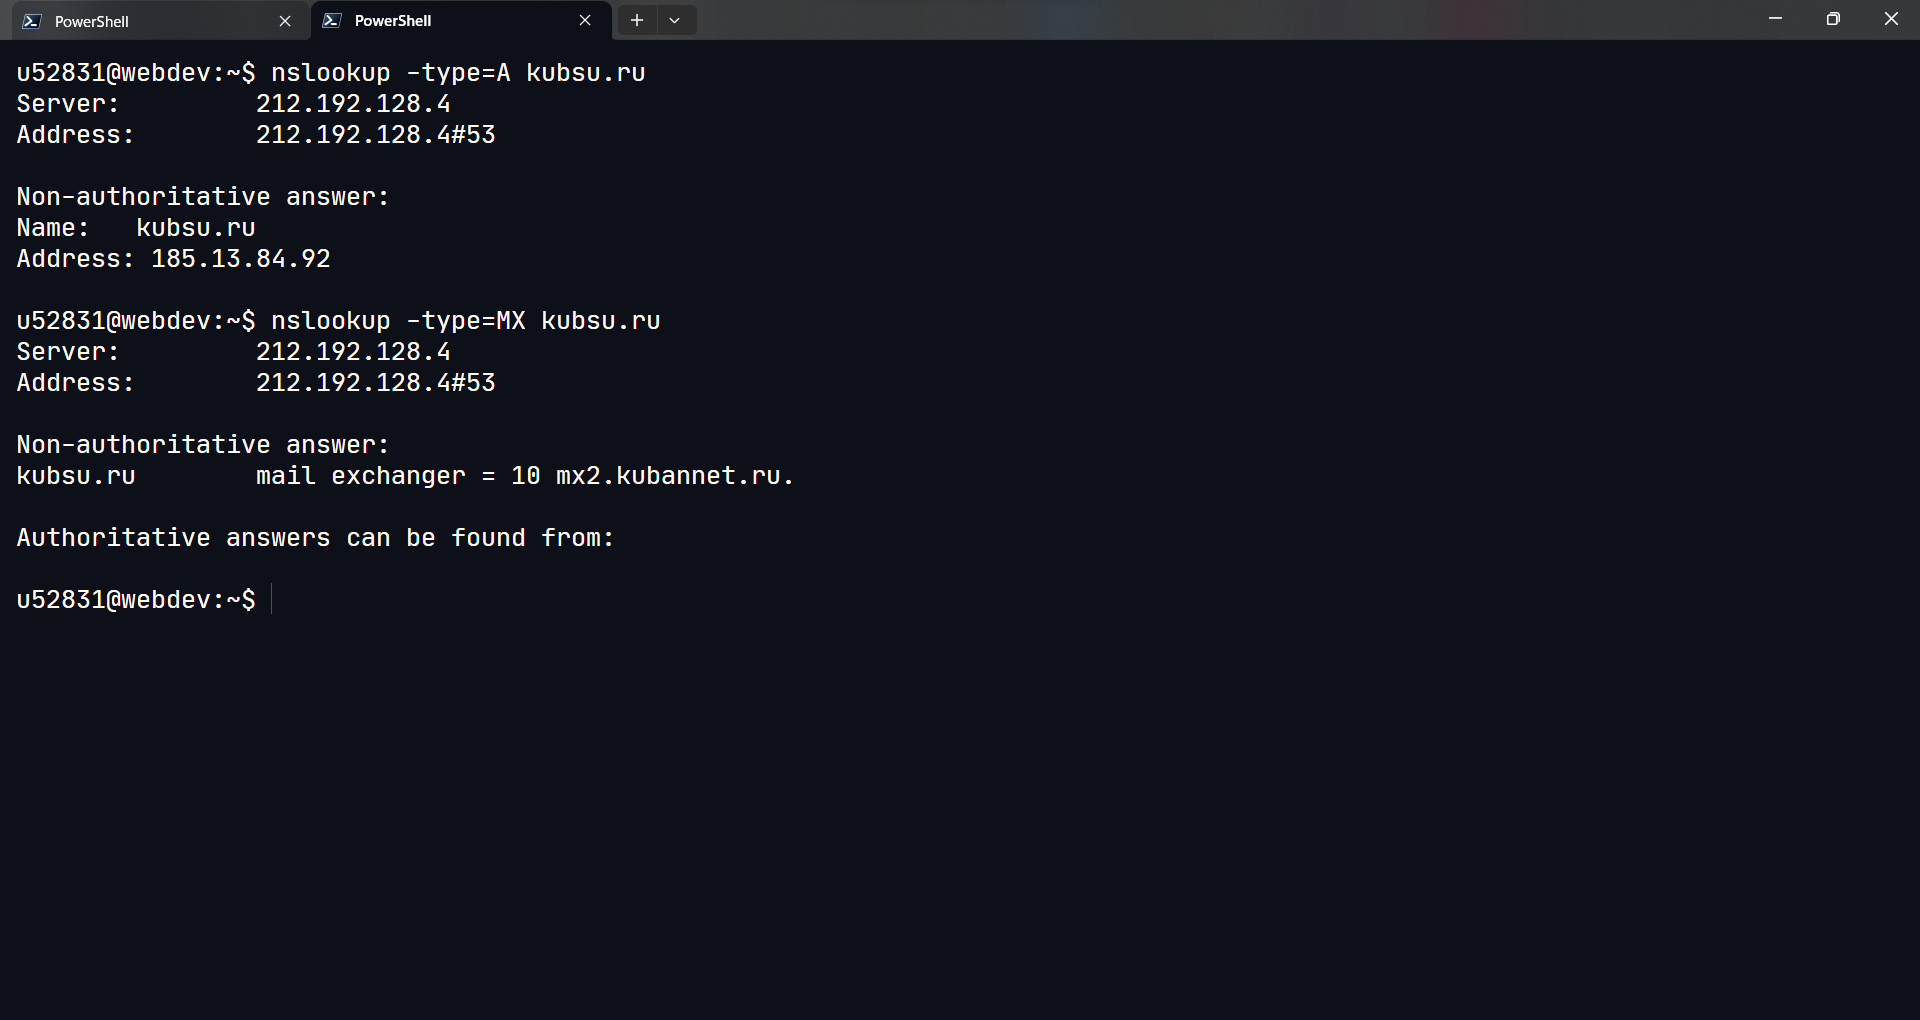 PowerShell
PowerShell
u52831@webdev:~$ nslookup -type=A kubsu.ru
Server:         212.192.128.4
Address:        212.192.128.4#53
Non-authoritative answer:
Name:   kubsu.ru
Address: 185.13.84.92
u52831@webdev:~$ nslookup -type=MX kubsu.ru
Server:         212.192.128.4
Address:        212.192.128.4#53
Non-authoritative answer:
kubsu.ru        mail exchanger = 10 mx2.kubannet.ru.
Authoritative answers can be found from:
u52831@webdev:~$